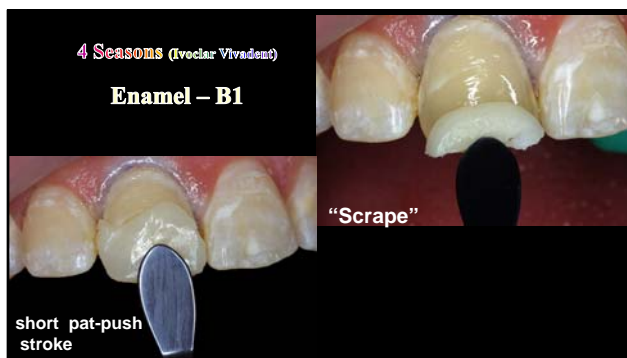 4 Seasons (Ivoclar Vivadent)
Enamel – B1
“Scrape”
short pat-push
stroke